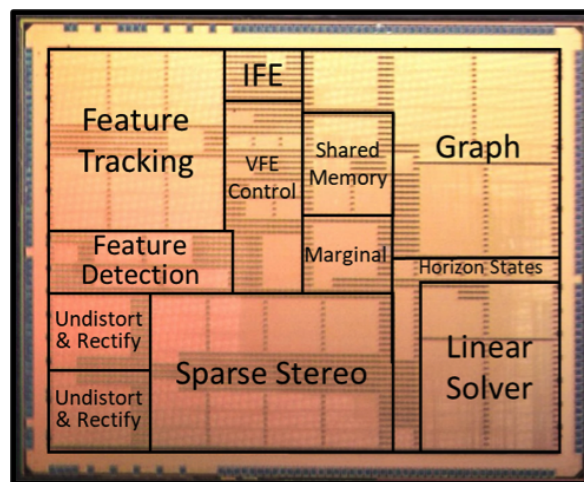 IFE
Feature
Tracking
VFE
Control
Shared
Memory
Graph
Feature
Detection
Marginal
Horizon States
Undistort
& Rectify
Sparse Stereo
Linear
Solver
Undistort
& Rectify